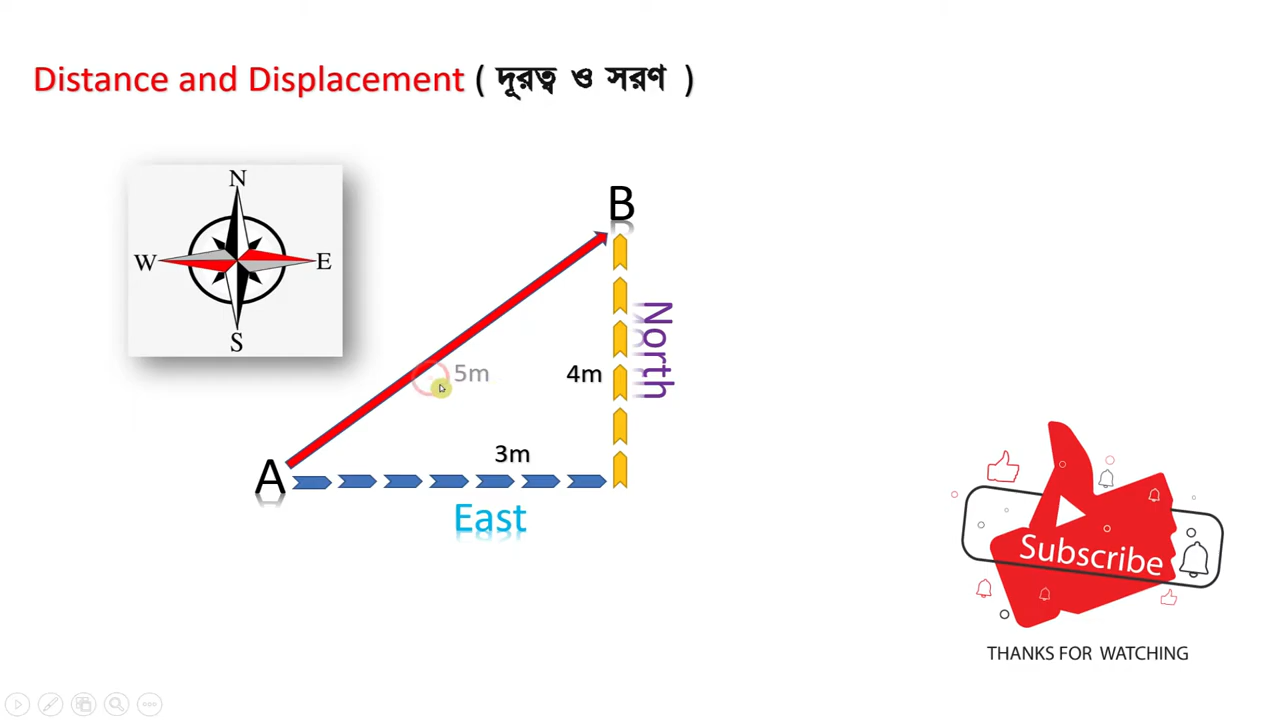 Distance and Displacement ( দূরত্ব ও সরণ )
N
W
E
S
B
5m
4m
North
3m
A
East
Subscribe
THANKS FOR WATCHING